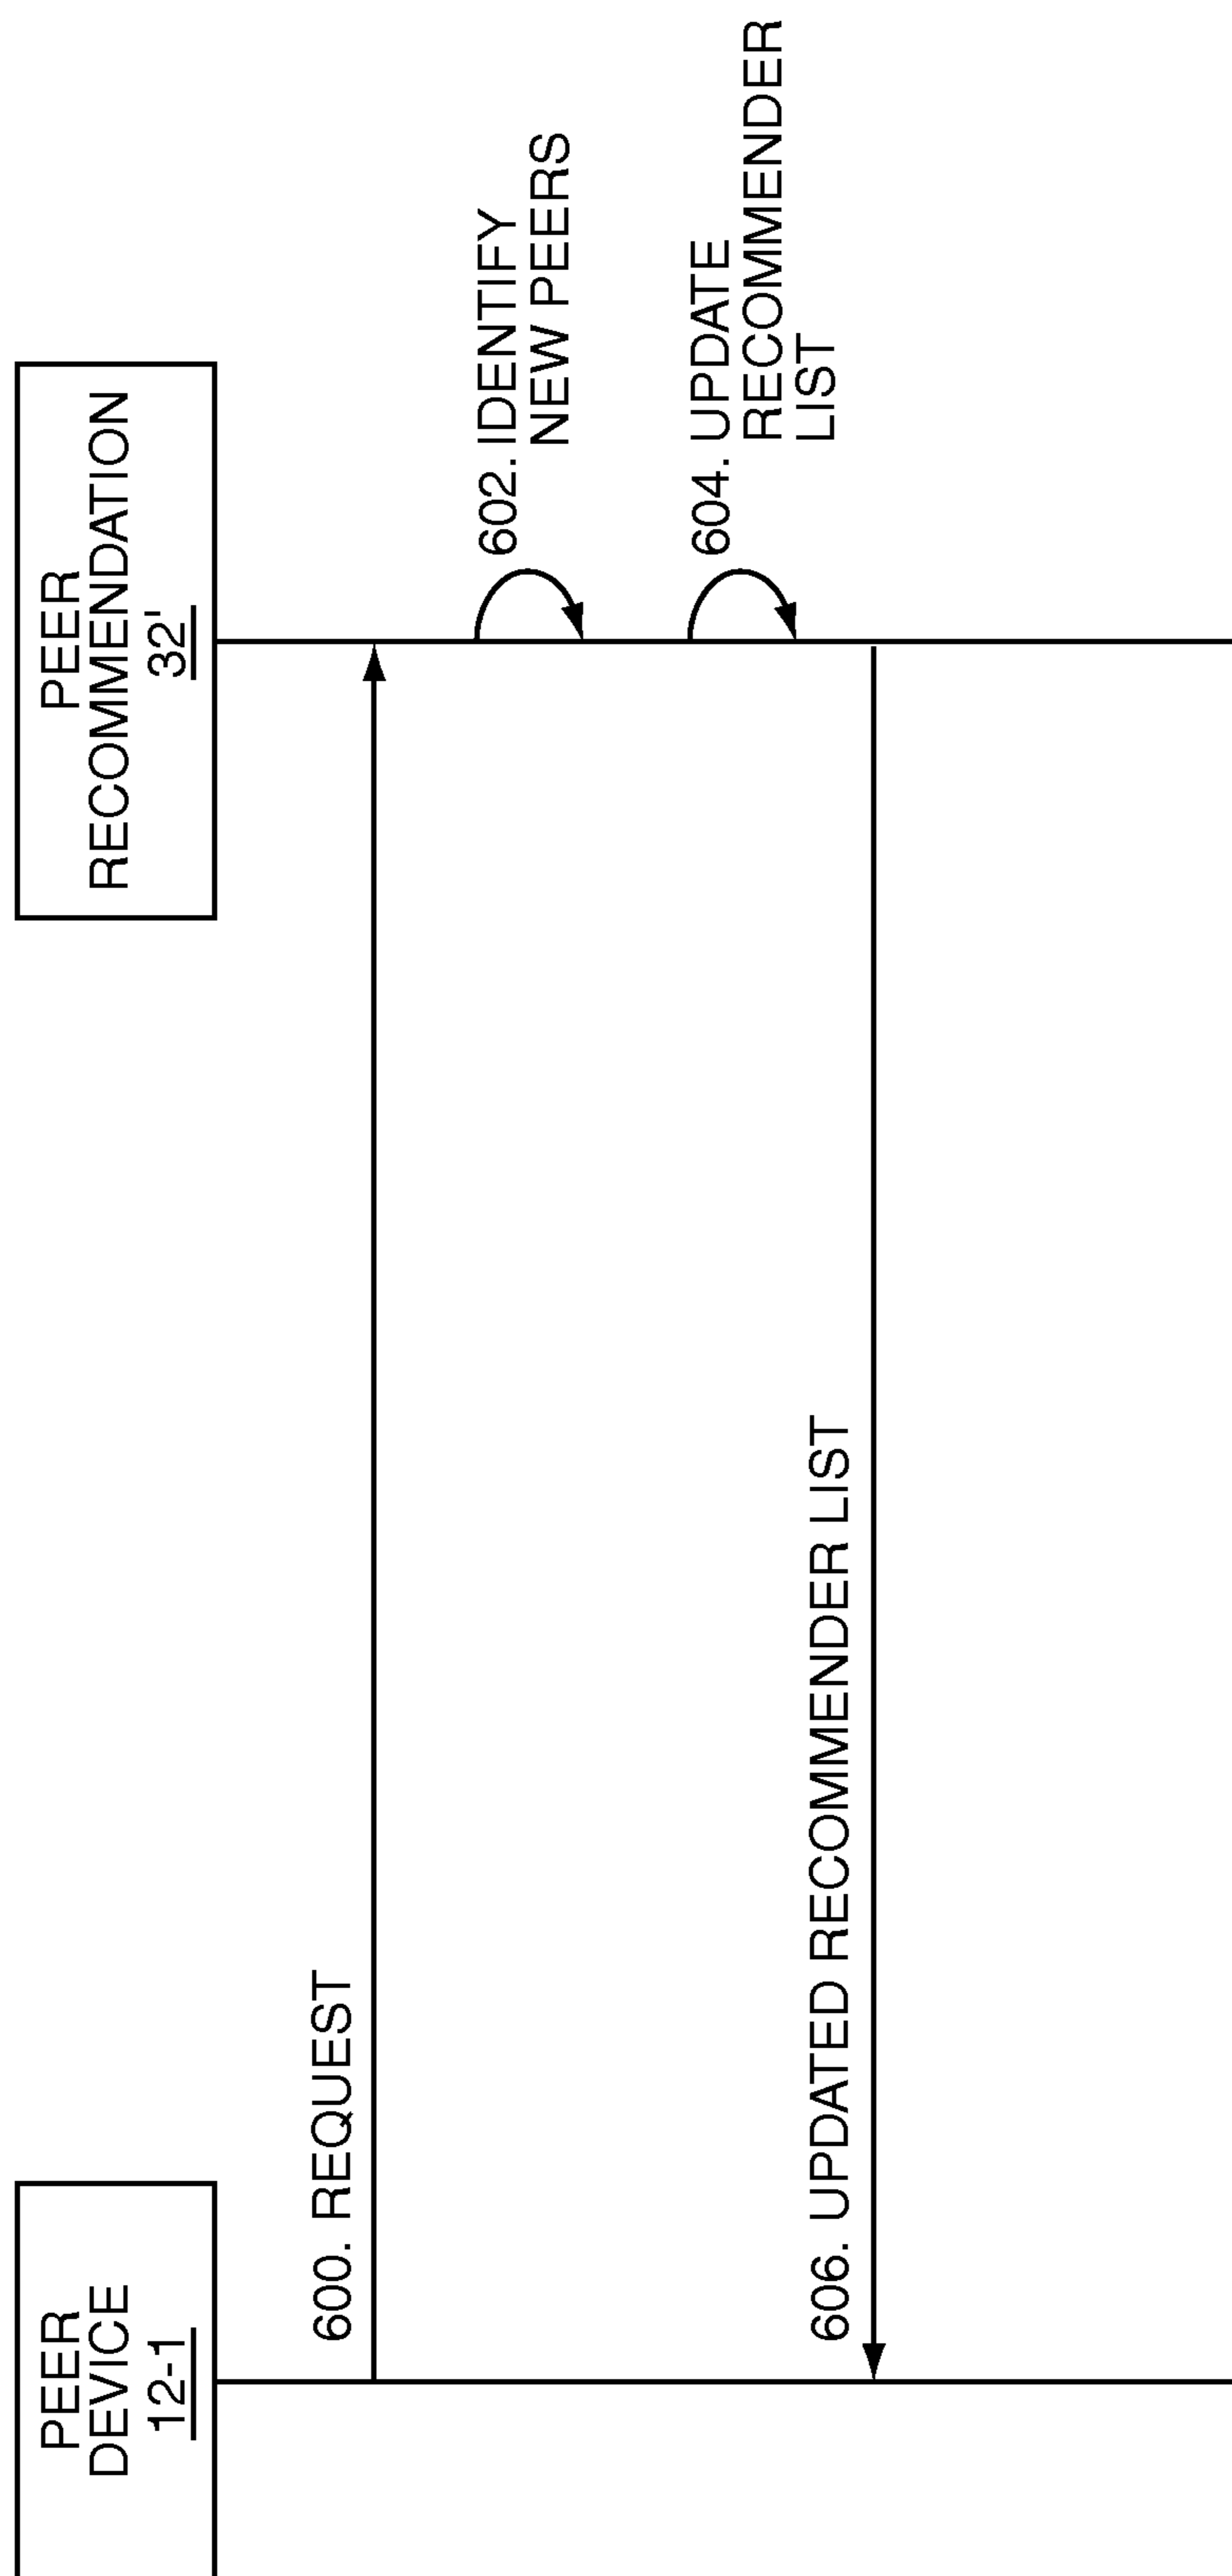 PEER
DEVICE
12-1
PEER
RECOMMENDATION
32'
600. REQUEST
602. IDENTIFY
NEW PEERS
604. UPDATE
RECOMMENDER
LIST
606. UPDATED RECOMMENDER LIST